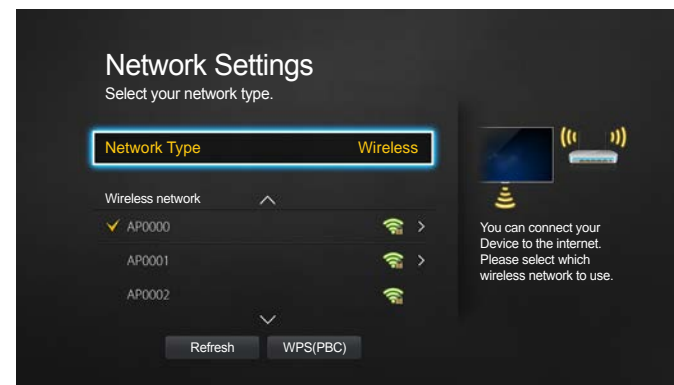 Network Settings
Select your network type.
Network Type Wireless
Wireless network
AP0000
AP0001
AP0002
Refresh WPS(PBC)
You can connect your
Device to the internet.
Please select which
wireless network to use.